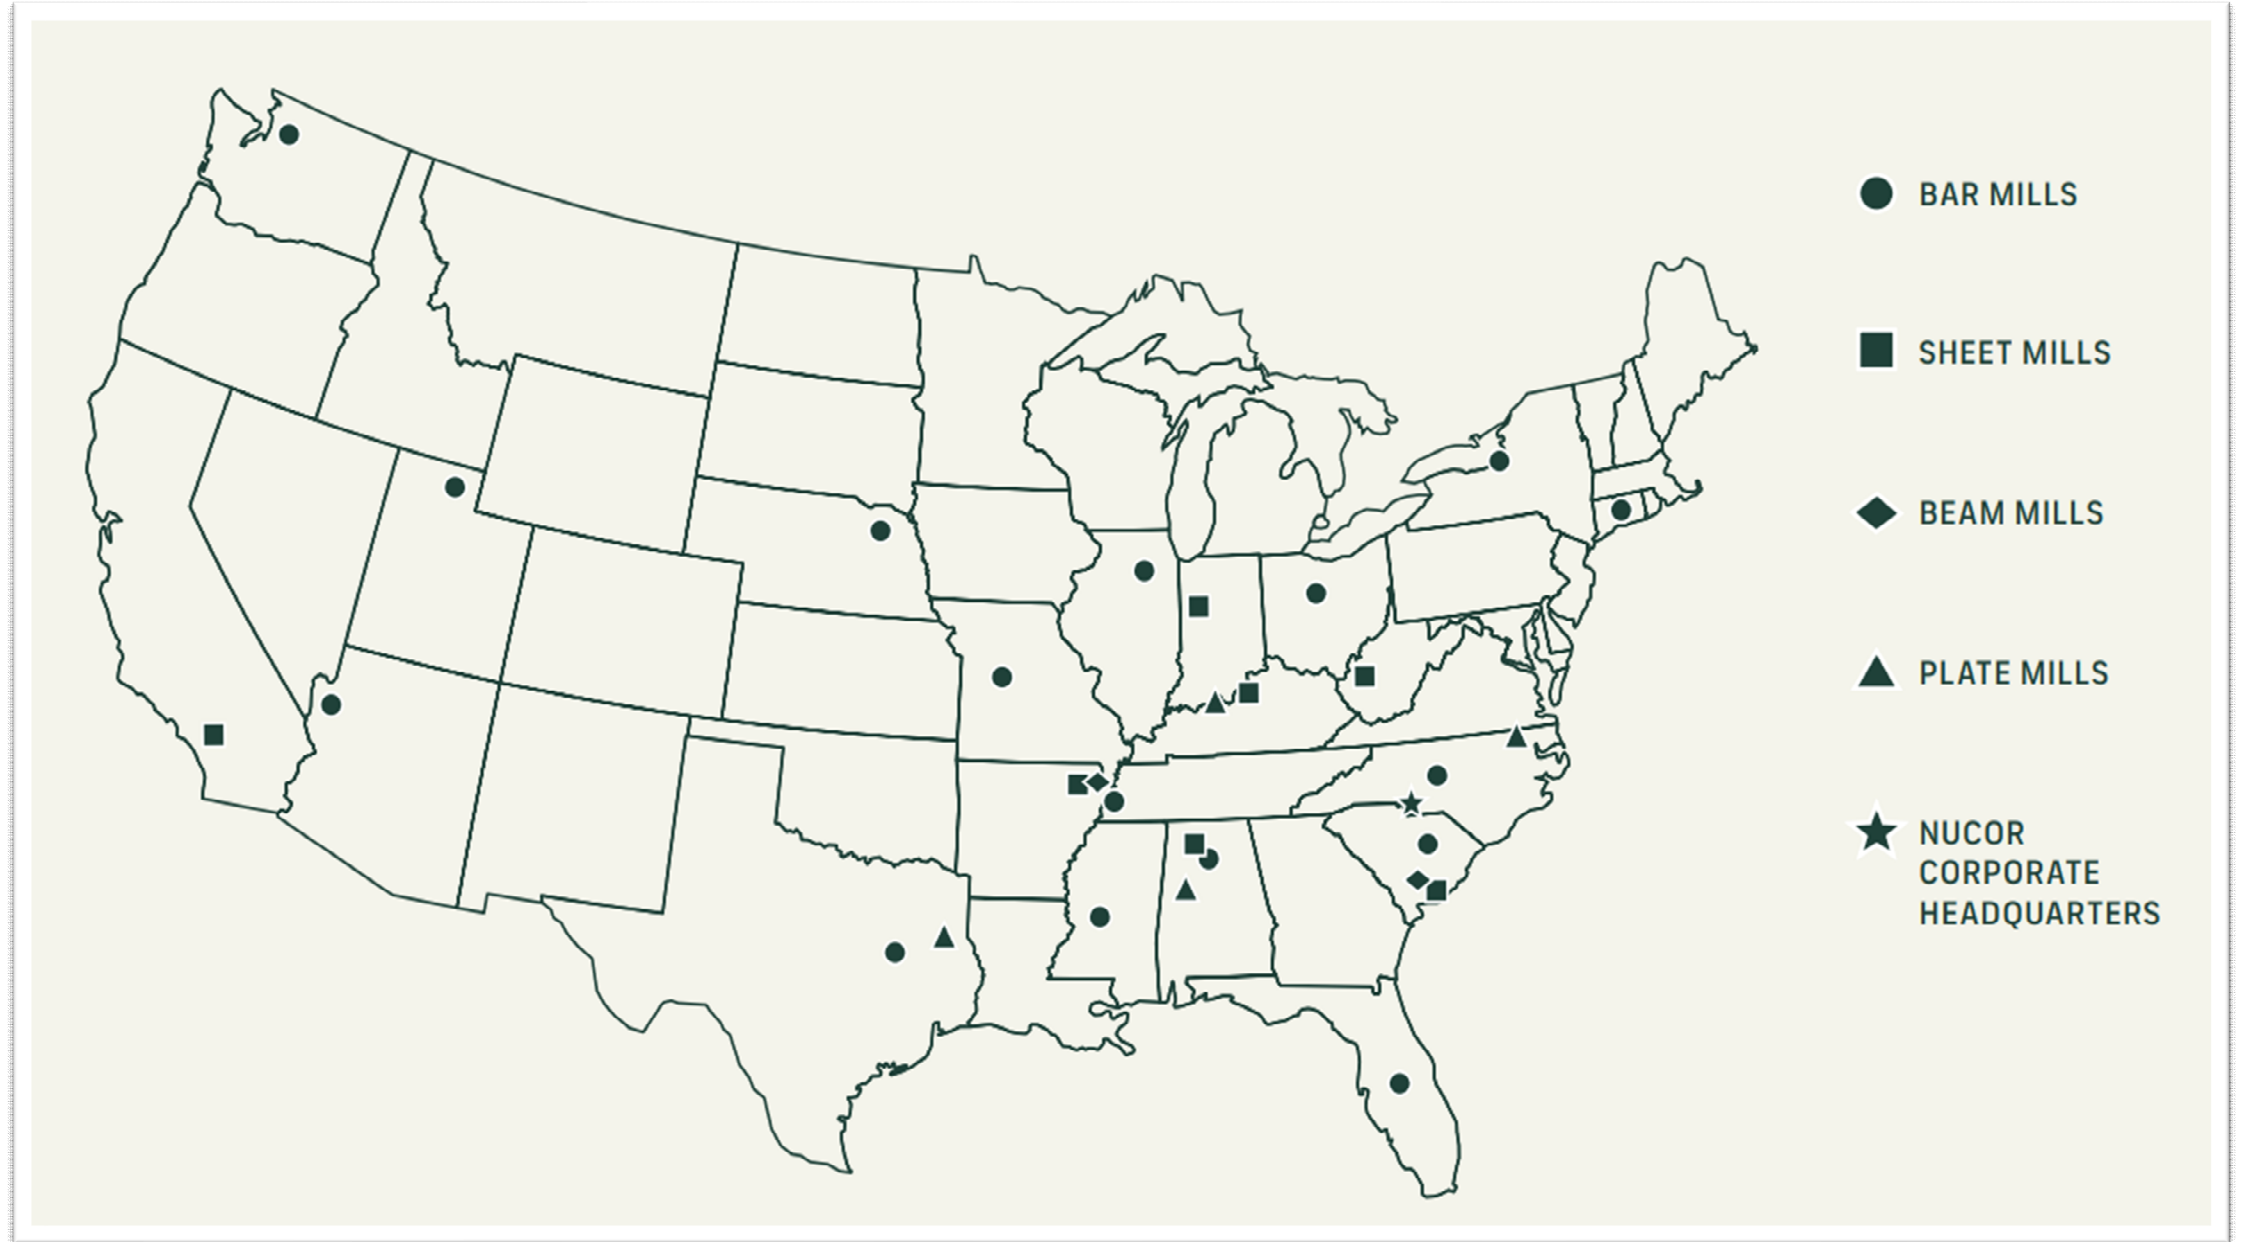 BAR MILLS
SHEET MILLS
BEAM MILLS
PLATE MILLS
NUCOR
CORPORATE
HEADQUARTERS